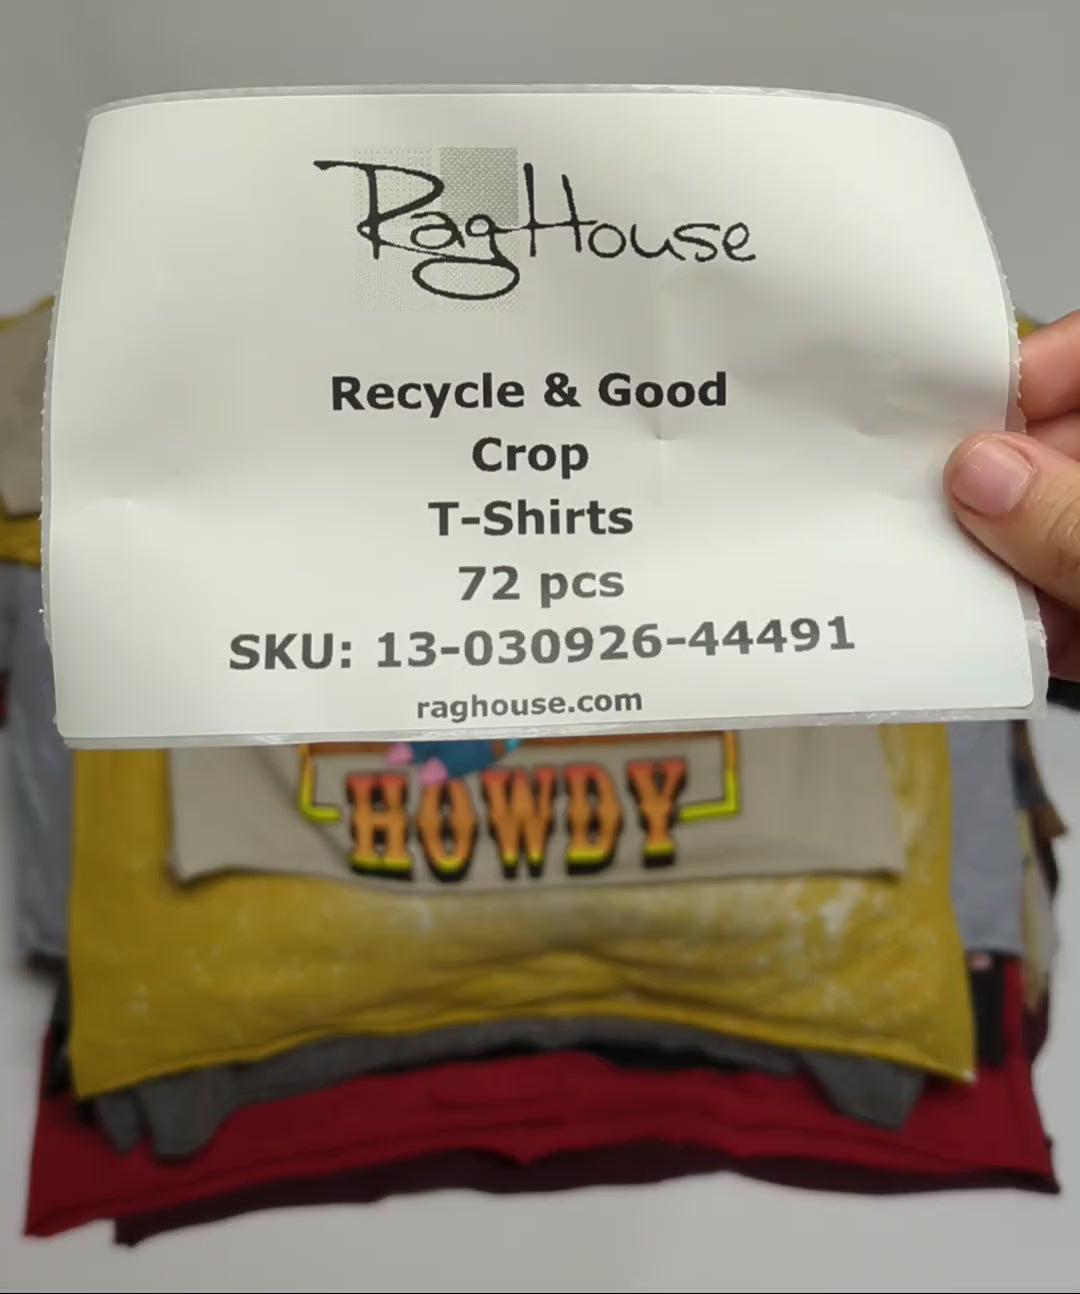 RagHouse
Recycle & Good
Crop
T-Shirts
72 pcs
SKU: 13-030926-44491
raghouse.com
HOWDY